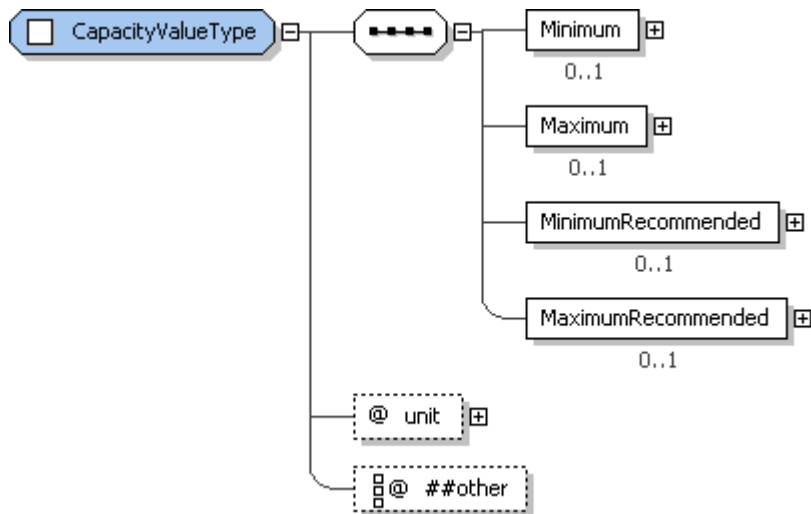 CapacityValueType
Minimum
0..1
Maximum
0..1
MinimumRecommended
0..1
MaximumRecommended
0..1
@ unit
@ ##other